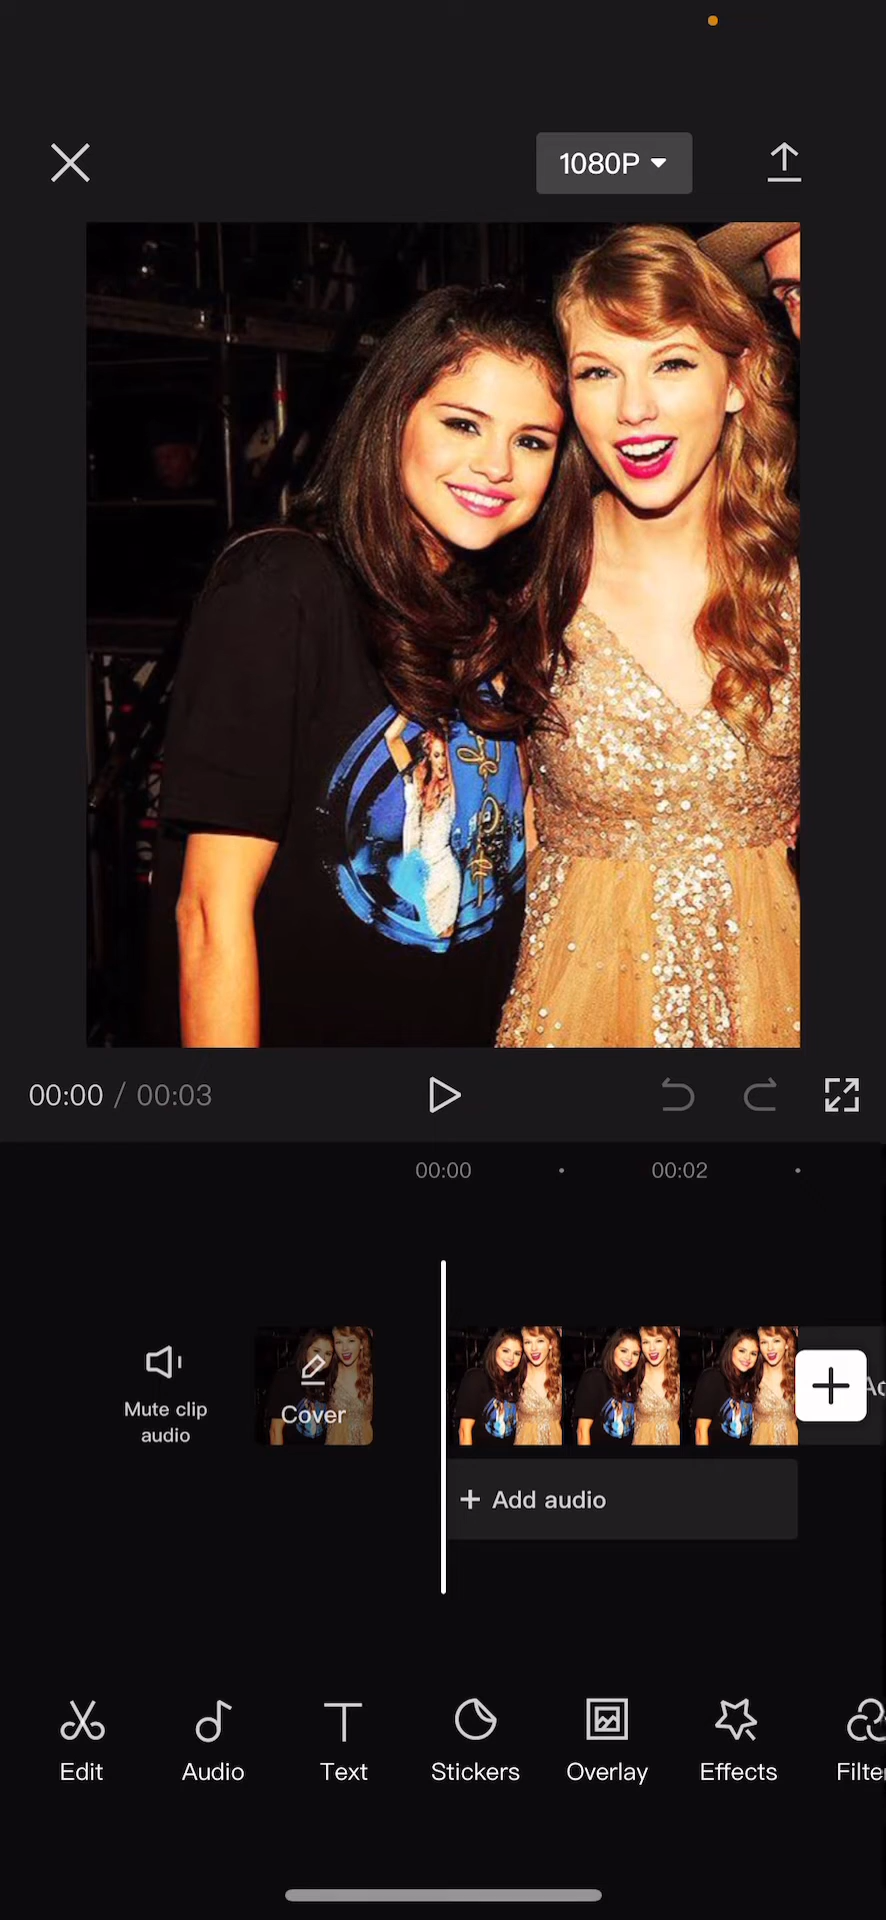 1080P
00:00 / 00:03
00:00 00:02
Mute clip
audio
Cover
Add audio
Edit Audio Text Stickers Overlay Effects Filter